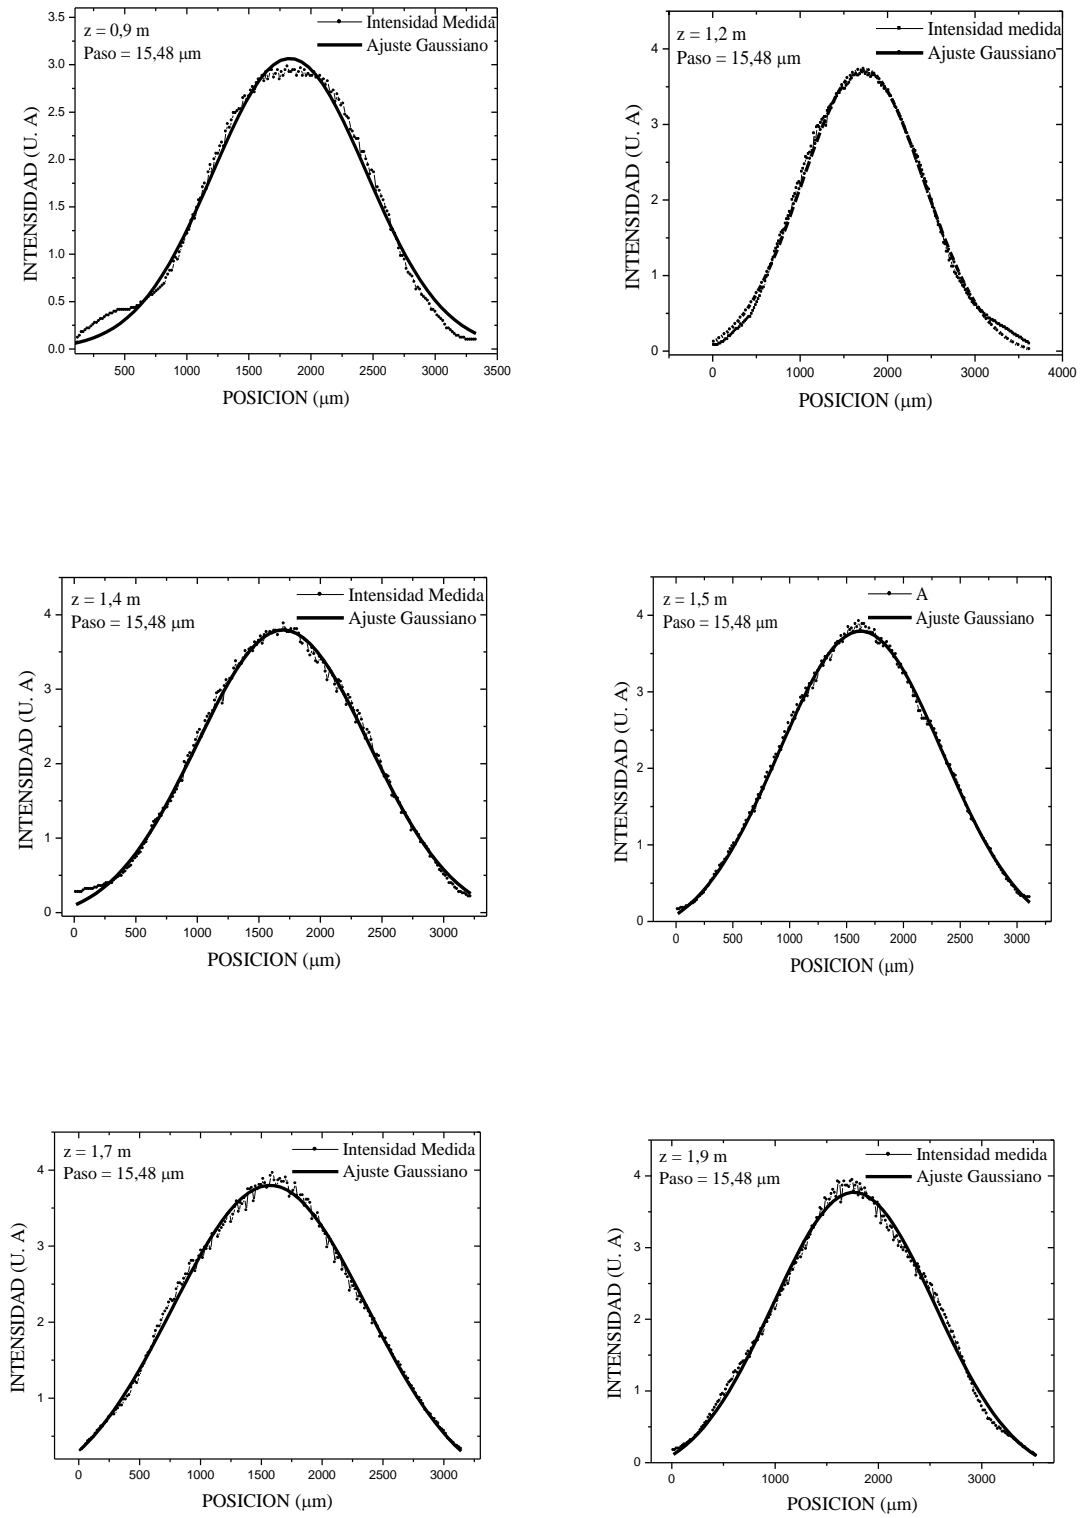 z = 0,9 m
Paso = 15,48 μm
Intensidad Medida
Ajuste Gaussiano
3.5
3.0
2.5
2.0
1.5
1.0
0.5
0.0
INTENSIDAD (U. A)
500 1000 1500 2000 2500 3000 3500
POSICION (μm)
z = 1,2 m
Paso = 15,48 μm
Intensidad medida
Ajuste Gaussiano
4
3
2
1
0
INTENSIDAD (U. A)
0 1000 2000 3000 4000
POSICION (μm)
z = 1,4 m
Paso = 15,48 μm
Intensidad Medida
Ajuste Gaussiano
4
3
2
1
0
INTENSIDAD (U. A)
0 500 1000 1500 2000 2500 3000
POSICION (μm)
z = 1,5 m
Paso = 15,48 μm
A
Ajuste Gaussiano
4
3
2
1
0
INTENSIDAD (U. A)
0 500 1000 1500 2000 2500 3000
POSICION (μm)
z = 1,7 m
Paso = 15,48 μm
Intensidad Medida
Ajuste Gaussiano
4
3
2
1
INTENSIDAD (U. A)
0 500 1000 1500 2000 2500 3000
POSICION (μm)
z = 1,9 m
Paso = 15,48 μm
Intensidad medida
Ajuste Gaussiano
4
3
2
1
0
INTENSIDAD (U. A)
0 1000 2000 3000
POSICION (μm)